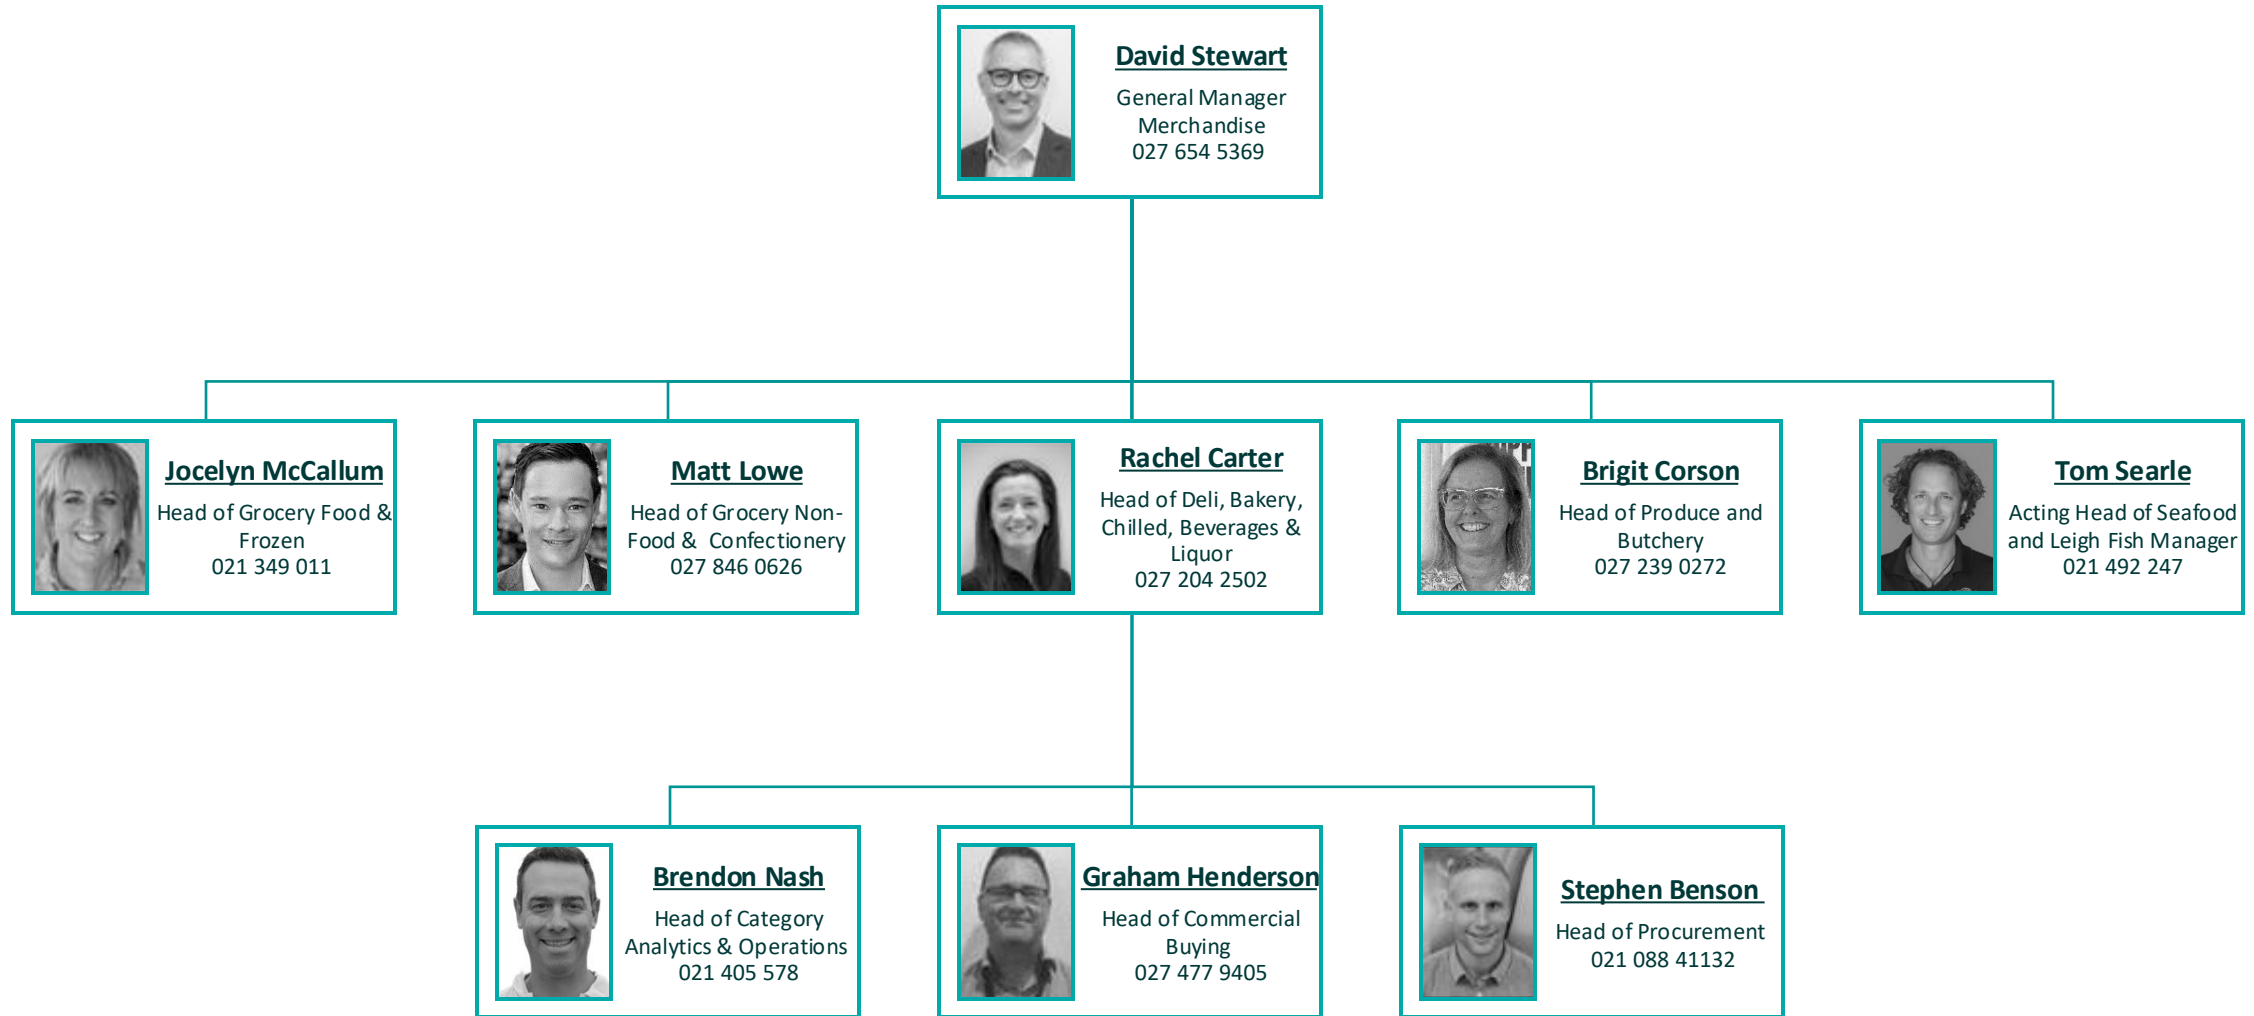 David Stewart
General Manager
Merchandise
027 654 5369
Jocelyn McCallum
Head of Grocery Food &
Frozen
021 349 011
Matt Lowe
Head of Grocery Non-
Food & Confectionery
027 846 0626
Rachel Carter
Head of Deli, Bakery,
Chilled, Beverages &
Liquor
027 204 2502
Brigit Corson
Head of Produce and
Butchery
027 239 0272
Tom Searle
Acting Head of Seafood
and Leigh Fish Manager
021 492 247
Brendon Nash
Head of Category
Analytics & Operations
021 405 578
Graham Henderson
Head of Commercial
Buying
027 477 9405
Stephen Benson
Head of Procurement
021 088 41132